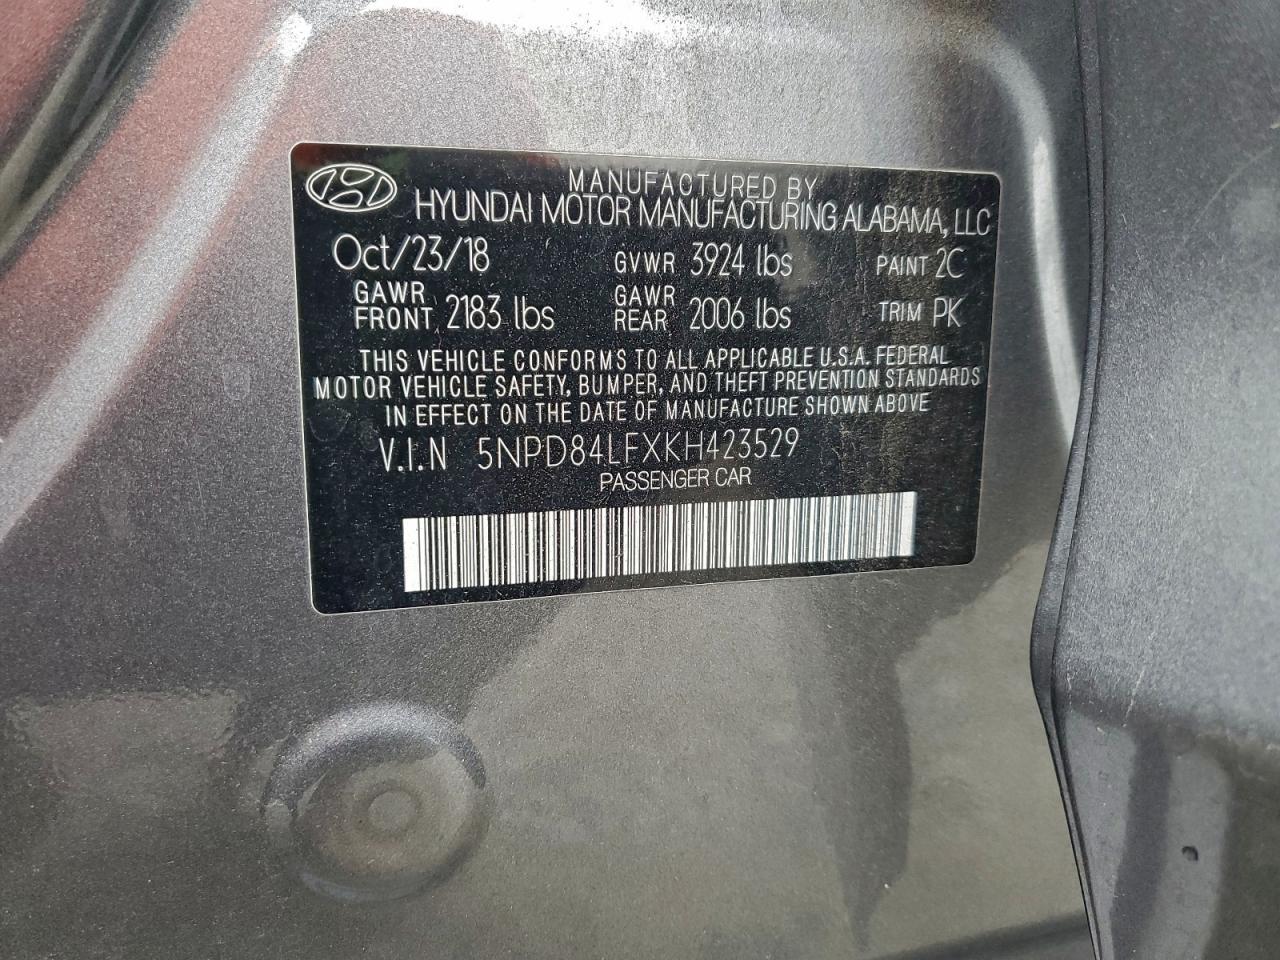 MANUFACTURED BY
HYUNDAI MOTOR MANUFACTURING ALABAMA, LLC
Oct/23/18 GVWR 3924 lbs PAINT 2C
GAWR FRONT 2183 lbs GAWR REAR 2006 lbs TRIM PK
THIS VEHICLE CONFORMS TO ALL APPLICABLE U.S.A. FEDERAL
MOTOR VEHICLE SAFETY, BUMPER, AND THEFT PREVENTION STANDARDS
IN EFFECT ON THE DATE OF MANUFACTURE SHOWN ABOVE
V.I.N 5NPD84LFXKH423529
PASSENGER CAR